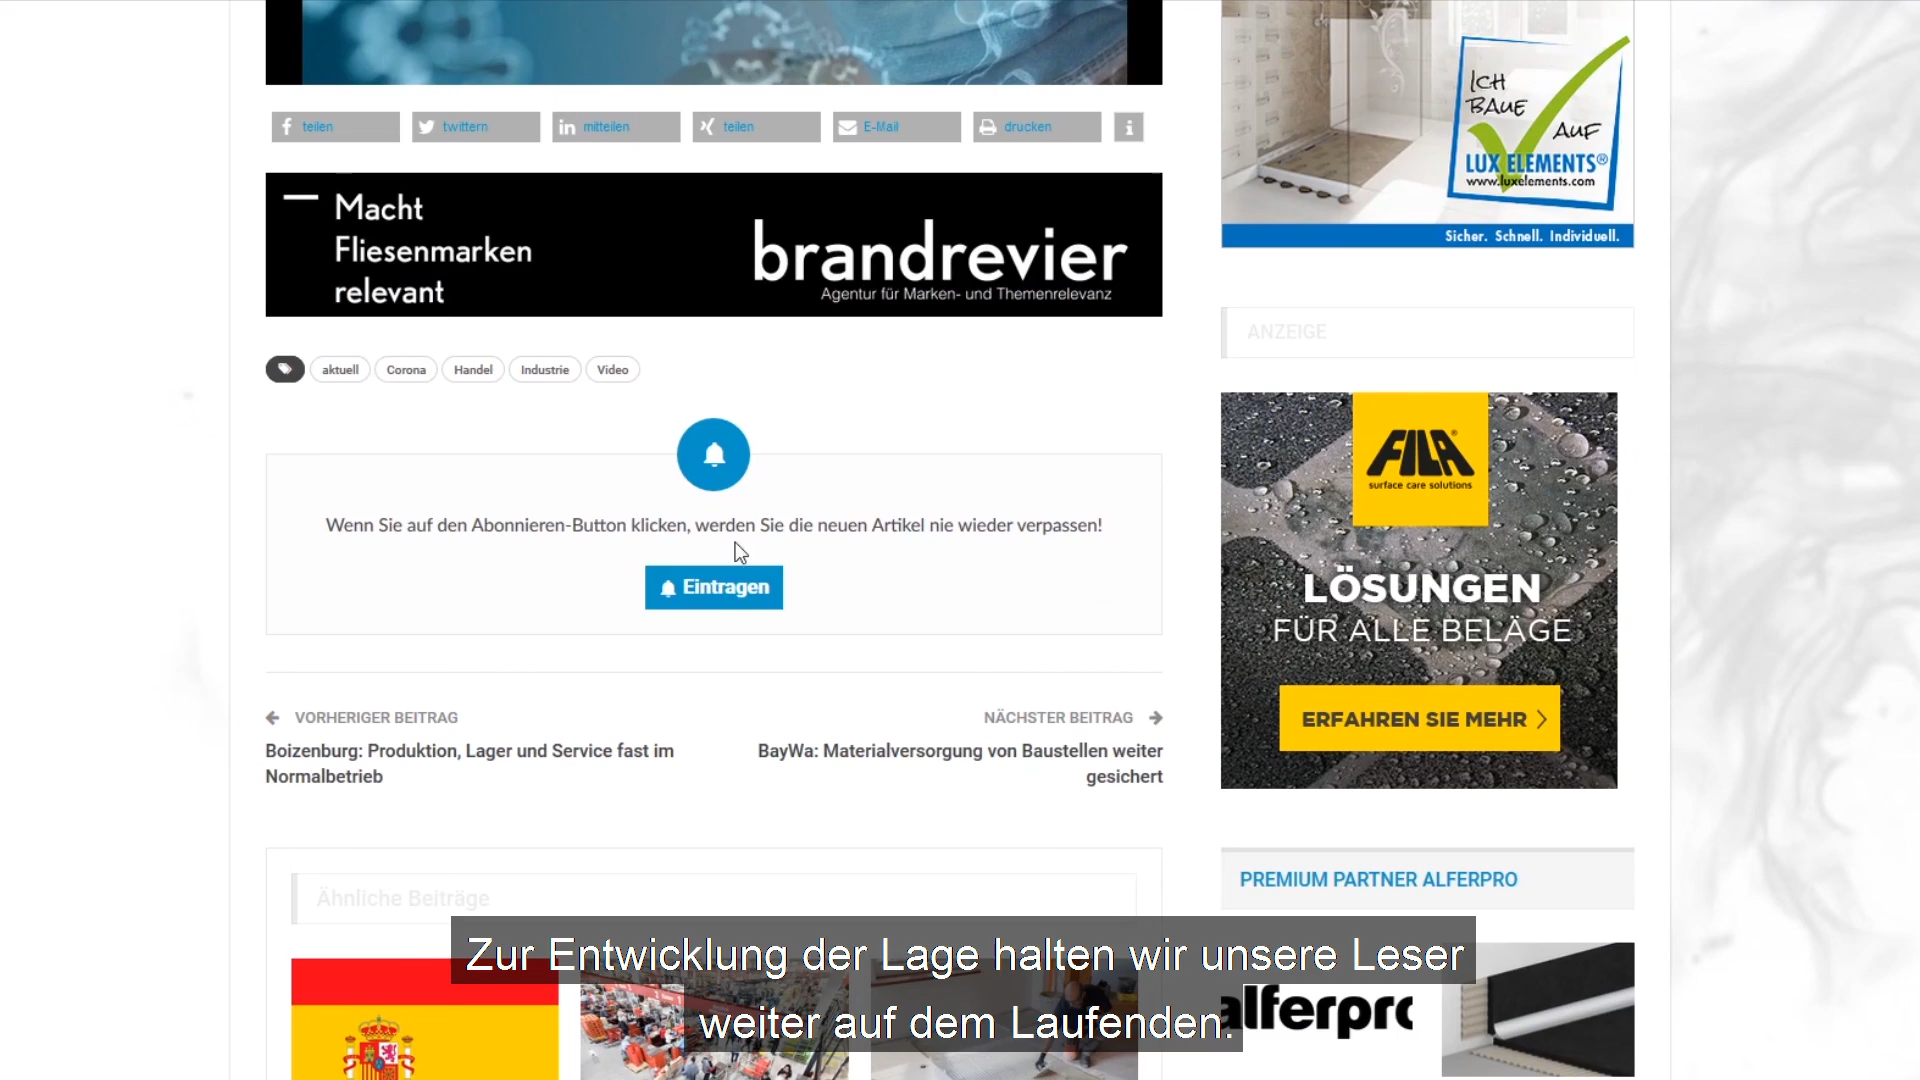 teilen
twittern
mitteilen
teilen
E-Mail
drucken
Macht
Fliesenmarken
relevant
brandrevier
Agentur für Marken- und Themenrelevanz
aktuell
Corona
Handel
Industrie
Video
Wenn Sie auf den Abonnieren-Button klicken, werden Sie die neuen Artikel nie wieder verpassen!
Eintragen
VORHERIGER BEITRAG
Boizenburg: Produktion, Lager und Service fast im
Normalbetrieb
NÄCHSTER BEITRAG
BayWa: Materialversorgung von Baustellen weiter
gesichert
Ähnliche Beiträge
ICH
BAUE
AUF
LUX ELEMENTS®
www.luxelements.com
Sicher. Schnell. Individuell.
ANZEIGE
FILA®
surface care solutions
LÖSUNGEN
FÜR ALLE BELÄGE
ERFAHREN SIE MEHR
PREMIUM PARTNER ALFERPRO
alferpro
Zur Entwicklung der Lage halten wir unsere Leser
weiter auf dem Laufenden.